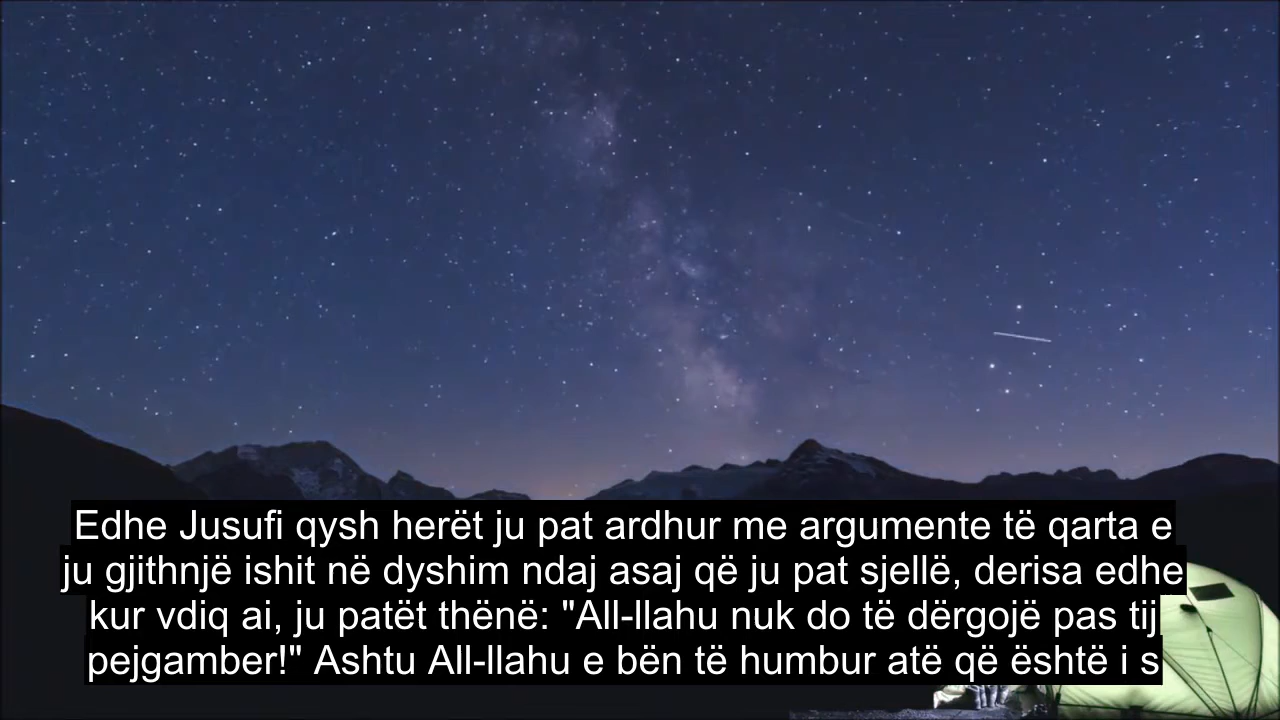 Edhe Jusufi qysh herët ju pat ardhur me argumente të qarta e
ju gjithnjë ishit në dyshim ndaj asaj që ju pat sjellë, derisa edhe
kur vdiq ai, ju patët thënë: "All-llahu nuk do të dërgojë pas tij
pejgamber!" Ashtu All-llahu e bën të humbur atë që është i s